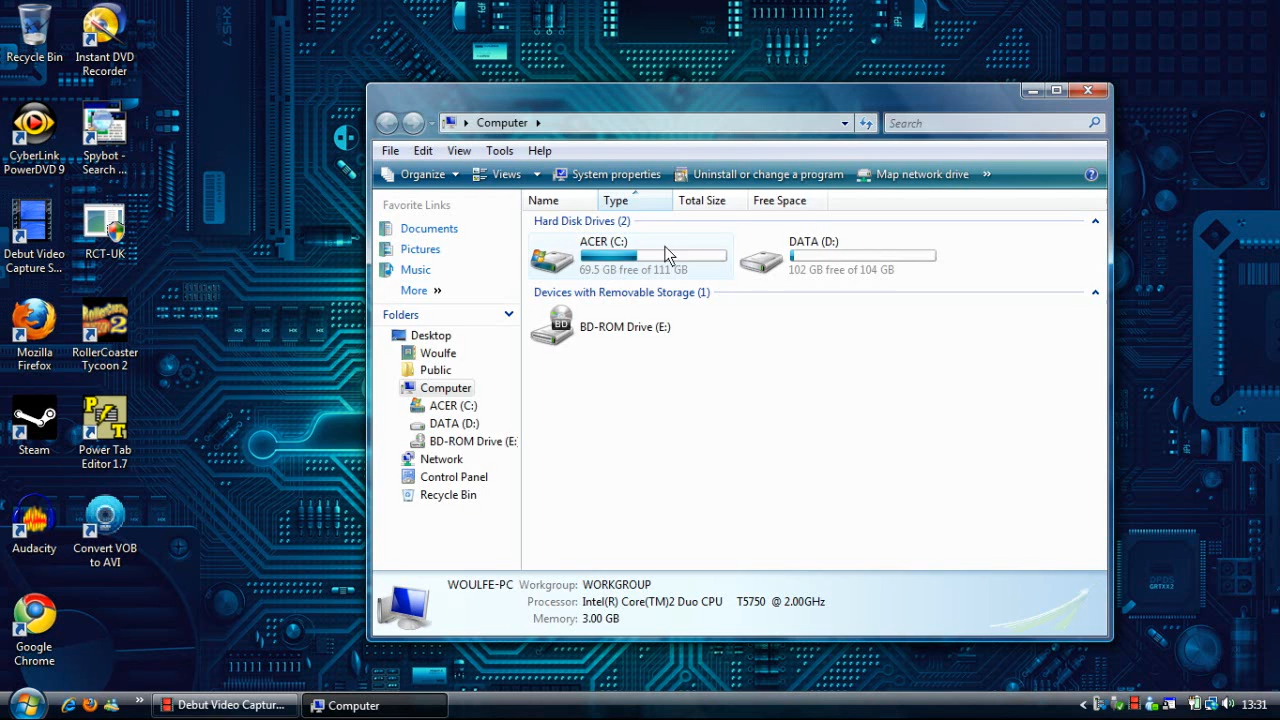 Recycle Bin
Instant DVD
Recorder
CyberLink
PowerDVD 9
Spybot -
Search ...
Debut Video
Capture S...
RCT-UK
Mozilla
Firefox
RollerCoaster
Tycoon 2
Steam
Power Tab
Editor 1.7
Audacity
Convert VOB
to AVI
Google
Chrome
Computer
Search
File Edit View Tools Help
Organize Views System properties Uninstall or change a program Map network drive »
Favorite Links
Documents
Pictures
Music
More »
Folders
Desktop
Woulfe
Public
Computer
ACER (C:)
DATA (D:)
BD-ROM Drive (E:
Network
Control Panel
Recycle Bin
Name Type Total Size Free Space
Hard Disk Drives (2)
ACER (C:)
69.5 GB free of 111 GB
DATA (D:)
102 GB free of 104 GB
Devices with Removable Storage (1)
BD
BD-ROM Drive (E:)
WOULFE-PC Workgroup: WORKGROUP
Processor: Intel(R) Core(TM)2 Duo CPU T5750 @ 2.00GHz
Memory: 3.00 GB
Debut Video Captur...
Computer
13:31